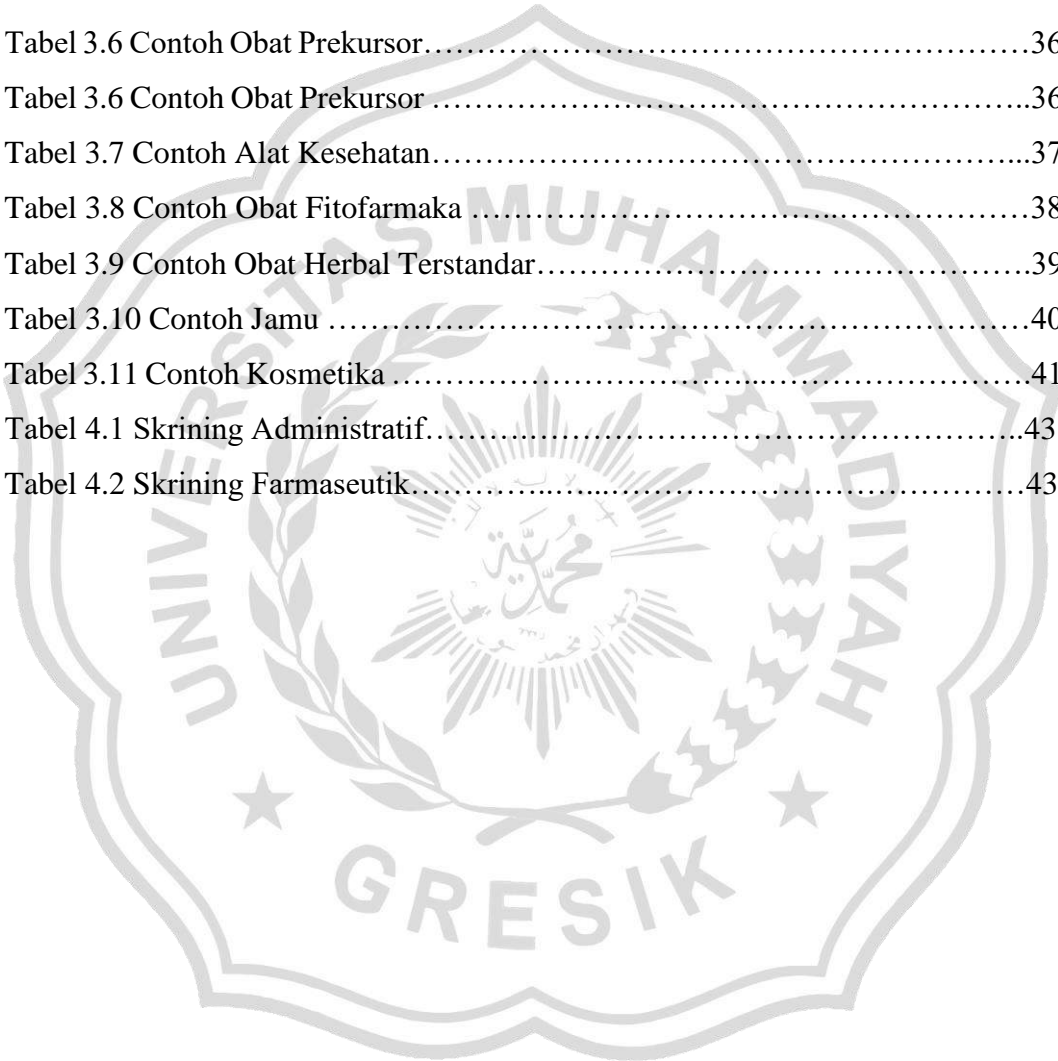 Tabel 3.6 Contoh Obat Prekursor……………………………………………………36
Tabel 3.6 Contoh Obat Prekursor …………………………….……………………..36
Tabel 3.7 Contoh Alat Kesehatan…………………………………………………...37
Tabel 3.8 Contoh Obat Fitofarmaka …………………………...…………………38
Tabel 3.9 Contoh Obat Herbal Terstandar……………………… …………………39
Tabel 3.10 Contoh Jamu …………………………………………………………40
Tabel 3.11 Contoh Kosmetika ……………………………...……………………….41
Tabel 4.1 Skrining Administratif……….…………………………………………..43
Tabel 4.2 Skrining Farmaseutik…………..…...……………………………………43
UNIVERSITAS MUHAMMADIYAH
GRESIK